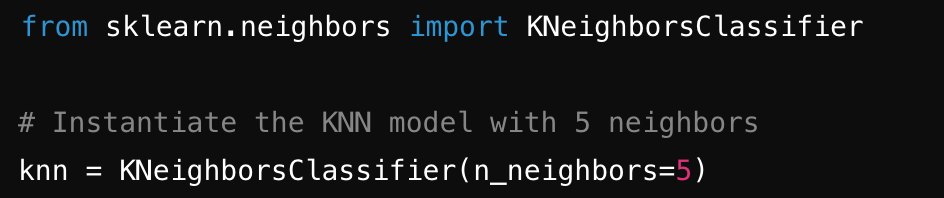 from sklearn.neighbors import KNeighborsClassifier
# Instantiate the KNN model with 5 neighbors
knn = KNeighborsClassifier(n_neighbors=5)